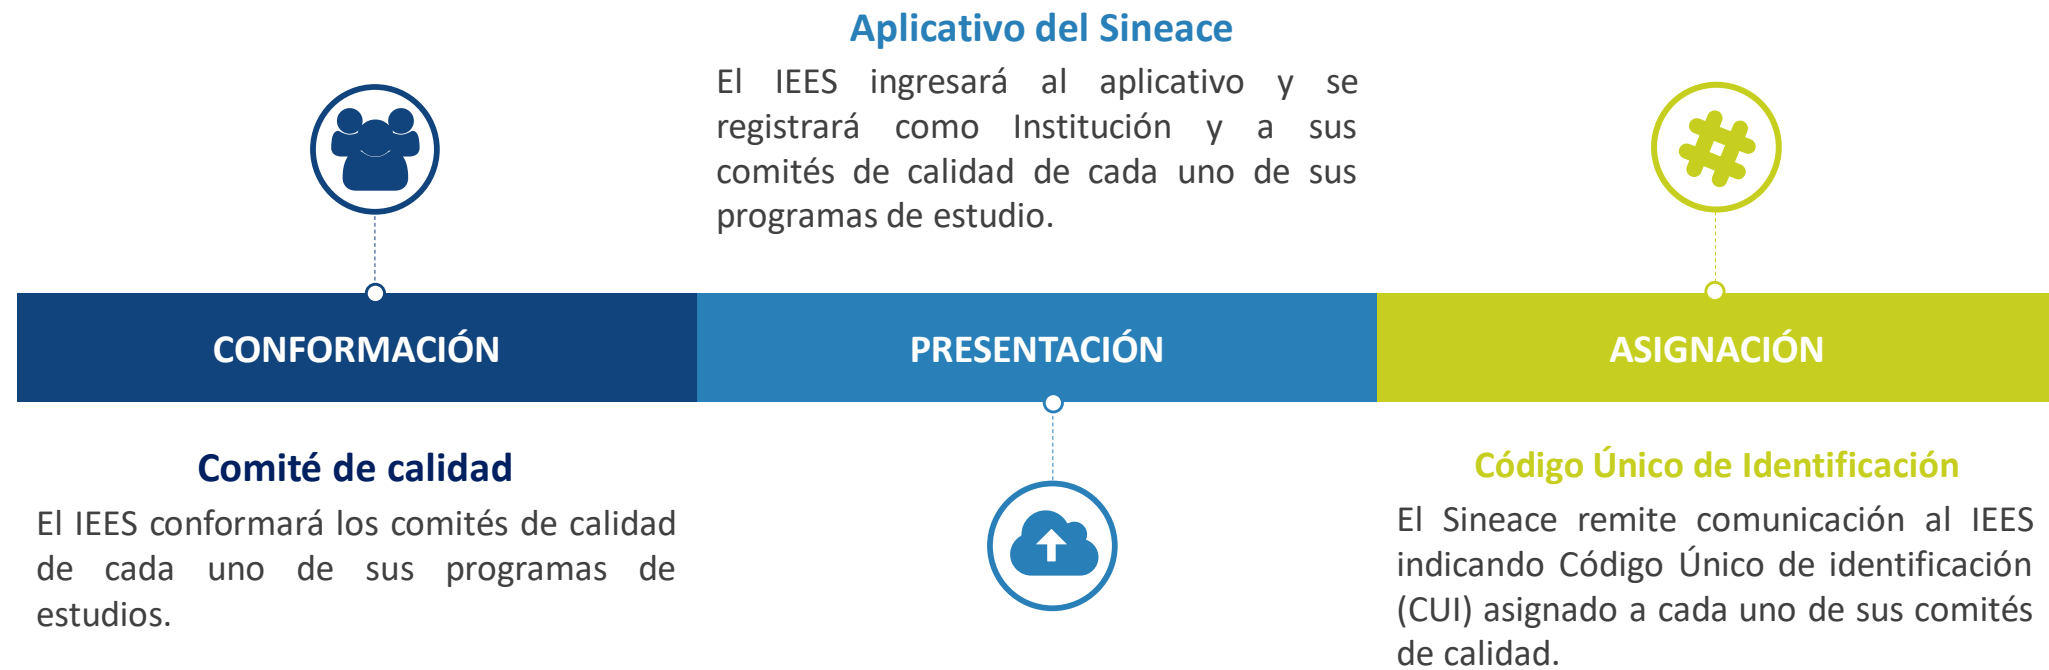 Aplicativo del Sineace
El IEES ingresará al aplicativo y se
registrará como Institución y a sus
comités de calidad de cada uno de sus
programas de estudio.
CONFORMACIÓN
PRESENTACIÓN
ASIGNACIÓN
Comité de calidad
El IEES conformará los comités de calidad
de cada uno de sus programas de
estudios.
Código Único de Identificación
El Sineace remite comunicación al IEES
indicando Código Único de identificación
(CUI) asignado a cada uno de sus comités
de calidad.